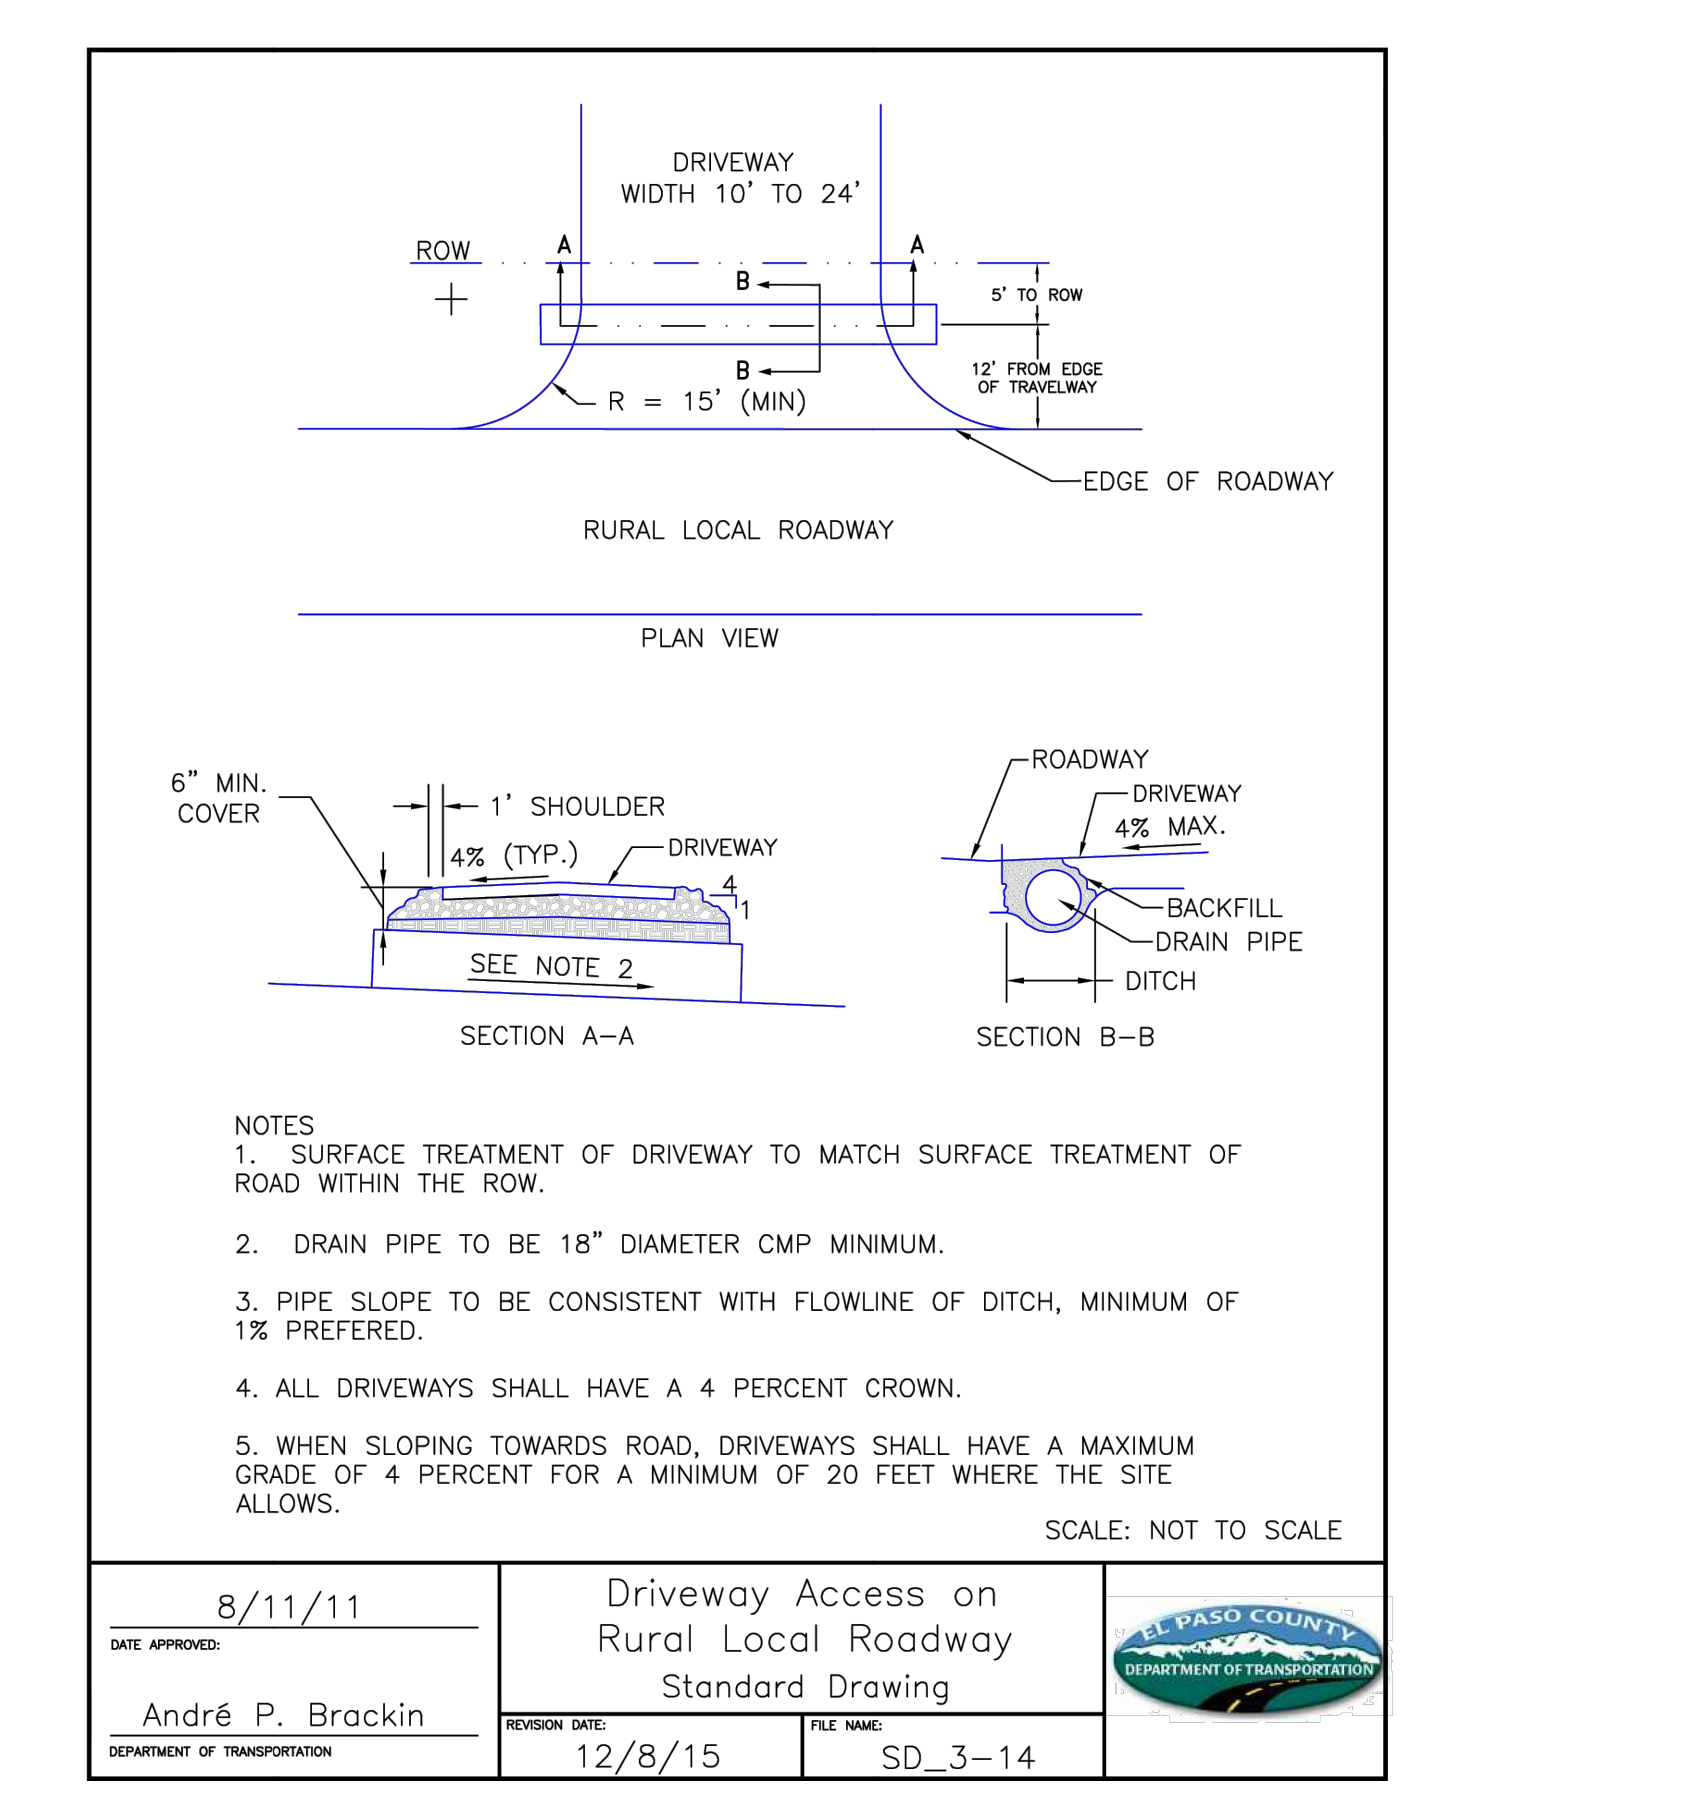 DRIVEWAY
WIDTH 10' TO 24'
ROW
A
A
B
5' TO ROW
B
12' FROM EDGE
OF TRAVELWAY
R = 15' (MIN)
EDGE OF ROADWAY
RURAL LOCAL ROADWAY
PLAN VIEW
6" MIN.
COVER
1' SHOULDER
4% (TYP.)
DRIVEWAY
4
1
SEE NOTE 2
SECTION A–A
ROADWAY
DRIVEWAY
4% MAX.
BACKFILL
DRAIN PIPE
DITCH
SECTION B–B
NOTES
1. SURFACE TREATMENT OF DRIVEWAY TO MATCH SURFACE TREATMENT OF
ROAD WITHIN THE ROW.
2. DRAIN PIPE TO BE 18" DIAMETER CMP MINIMUM.
3. PIPE SLOPE TO BE CONSISTENT WITH FLOWLINE OF DITCH, MINIMUM OF
1% PREFERED.
4. ALL DRIVEWAYS SHALL HAVE A 4 PERCENT CROWN.
5. WHEN SLOPING TOWARDS ROAD, DRIVEWAYS SHALL HAVE A MAXIMUM
GRADE OF 4 PERCENT FOR A MINIMUM OF 20 FEET WHERE THE SITE
ALLOWS.
SCALE: NOT TO SCALE
8/11/11
DATE APPROVED:
André P. Brackin
DEPARTMENT OF TRANSPORTATION
Driveway Access on
Rural Local Roadway
Standard Drawing
REVISION DATE:
12/8/15
FILE NAME:
SD_3–14
EL PASO COUNTY
DEPARTMENT OF TRANSPORTATION